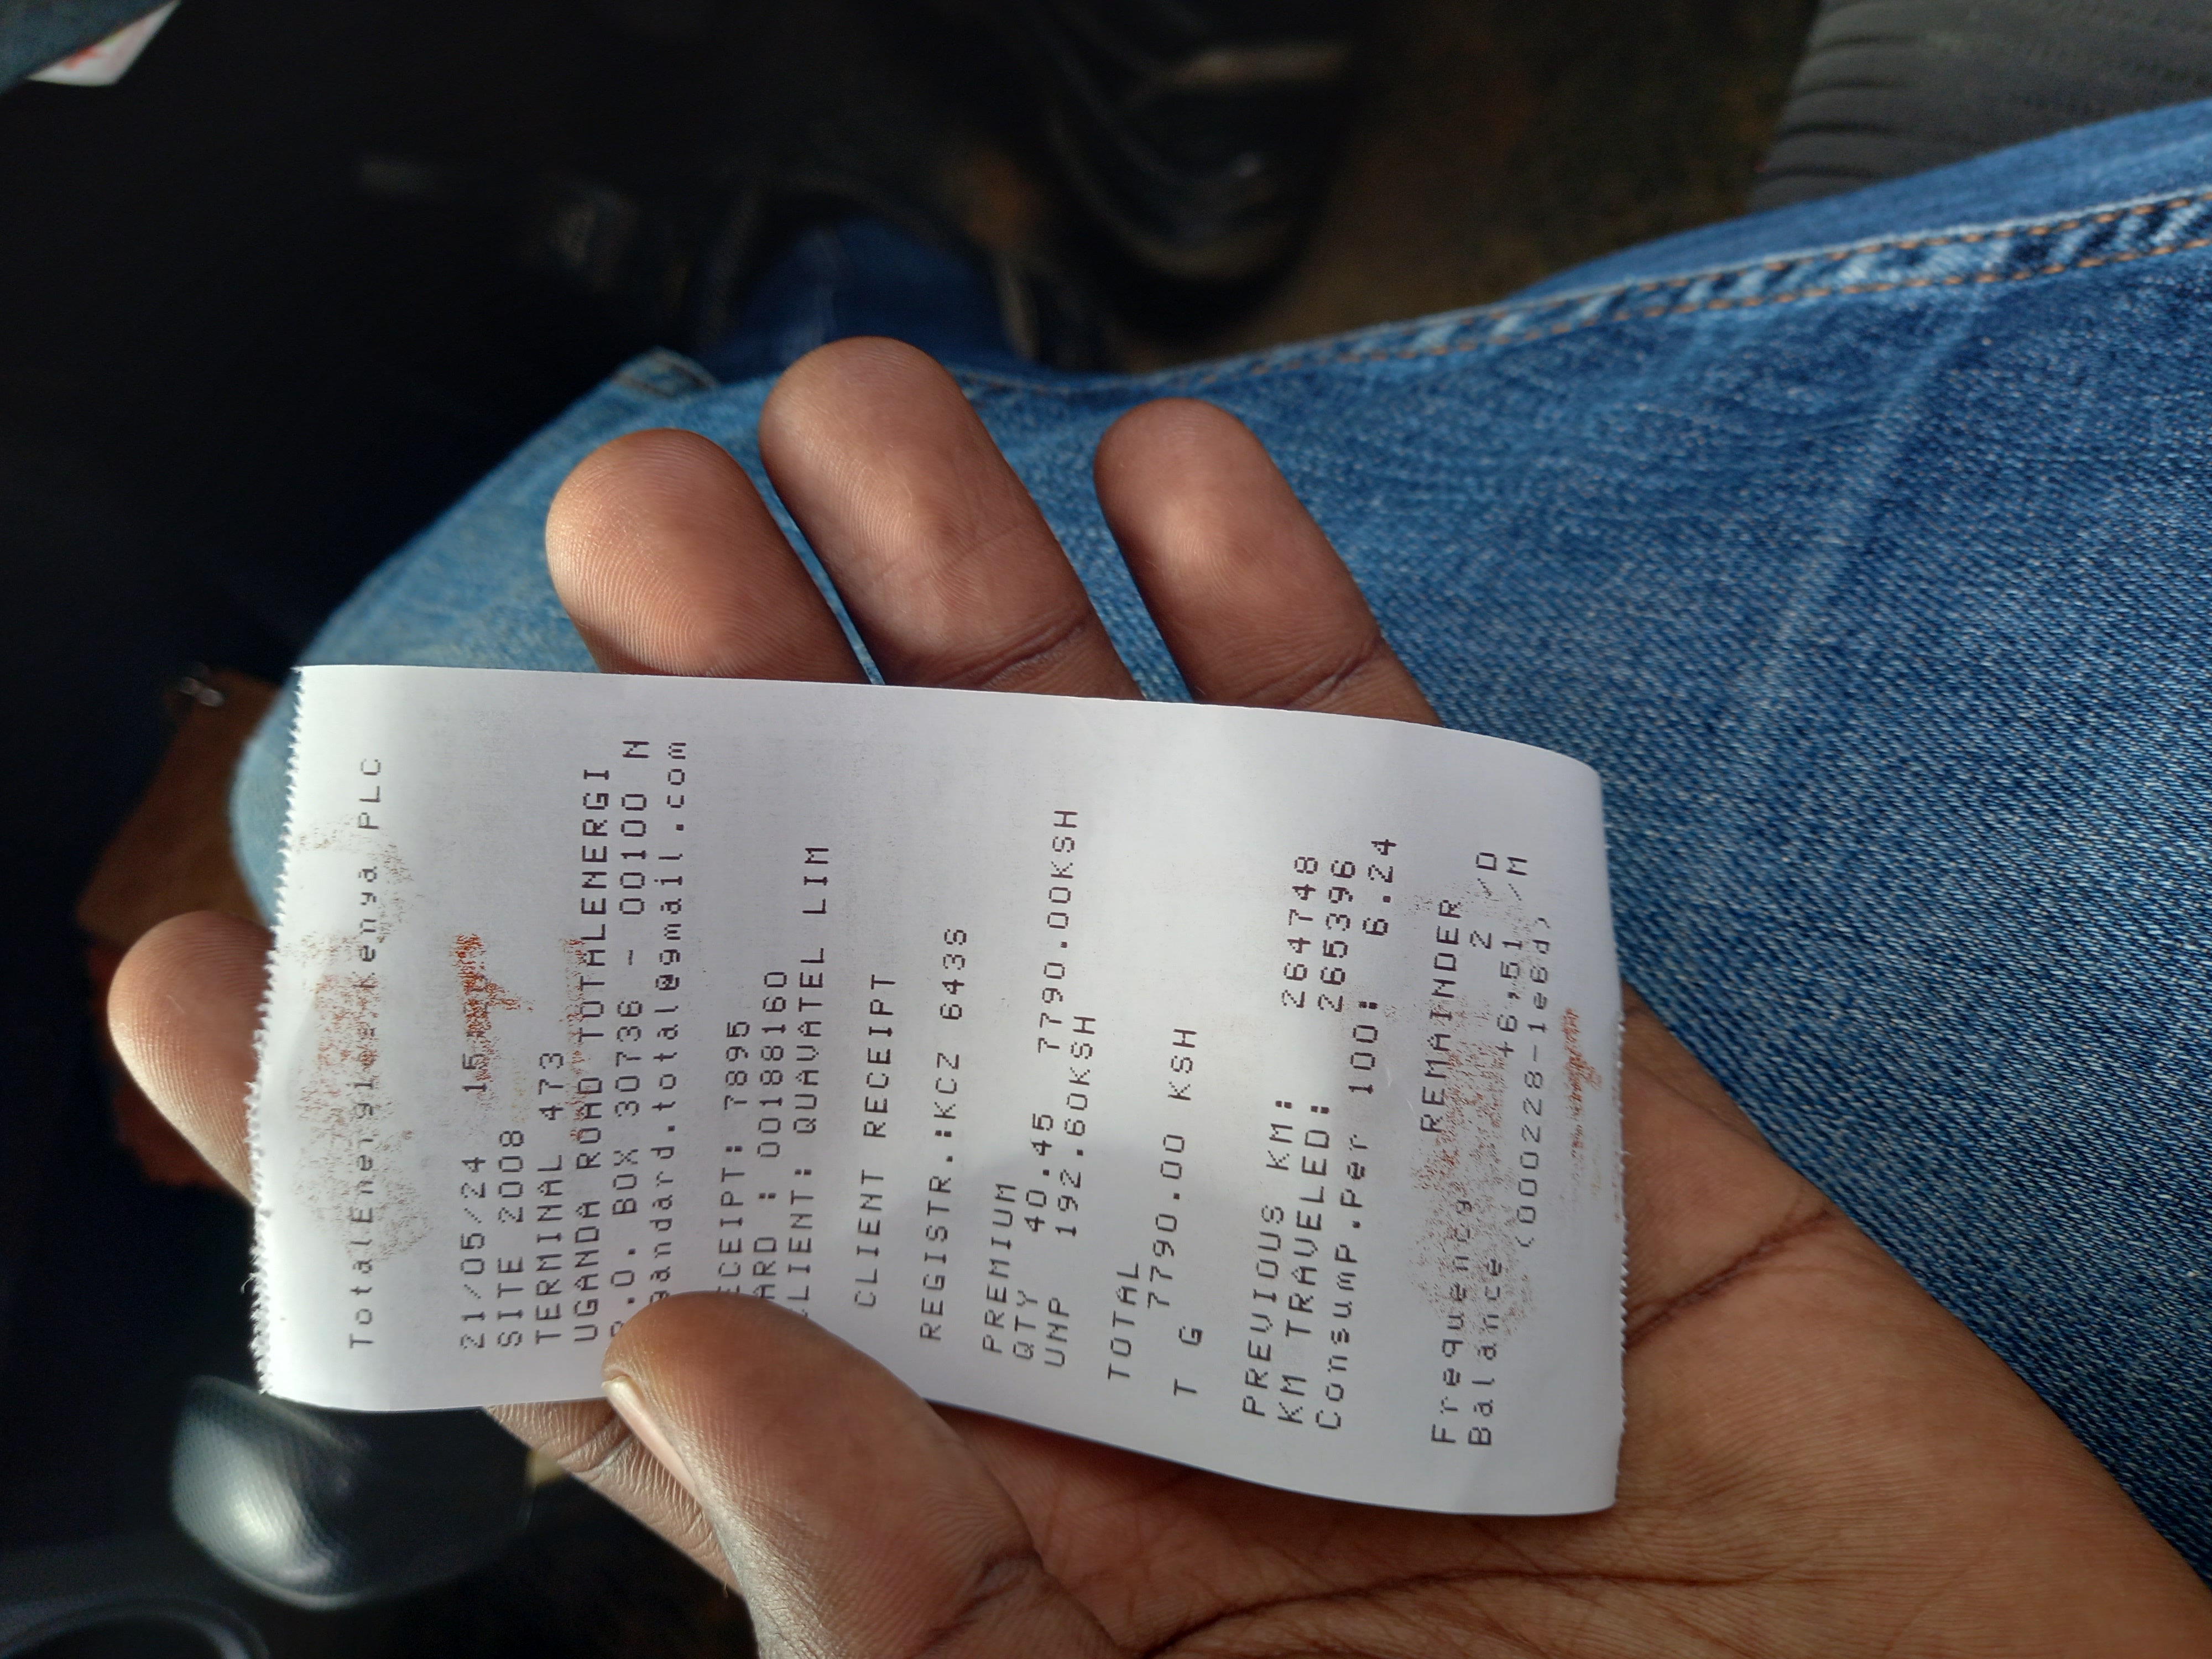 TotalEnergies Kenya PLC
21/05/24 15
SITE 2008
TERMINAL 473
UGANDA ROAD TOTALENERGI
P.O. BOX 30736 - 00100 N
gandard.total@gmail.com
ECEIPT: 7895
ARD : 00188160
CLIENT: QUAVATEL LIM
CLIENT RECEIPT
REGISTR.:KCZ 643S
PREMIUM
QTY 40.45 7790.00KSH
UNP 192.60KSH
TOTAL
T G 7790.00 KSH
PREVIOUS KM: 264748
KM TRAVELED: 265396
Consump.Per 100: 6.24
REMAINDER
Frequency 2 /D
Balance +6,51 /M
(000228-1e6d)